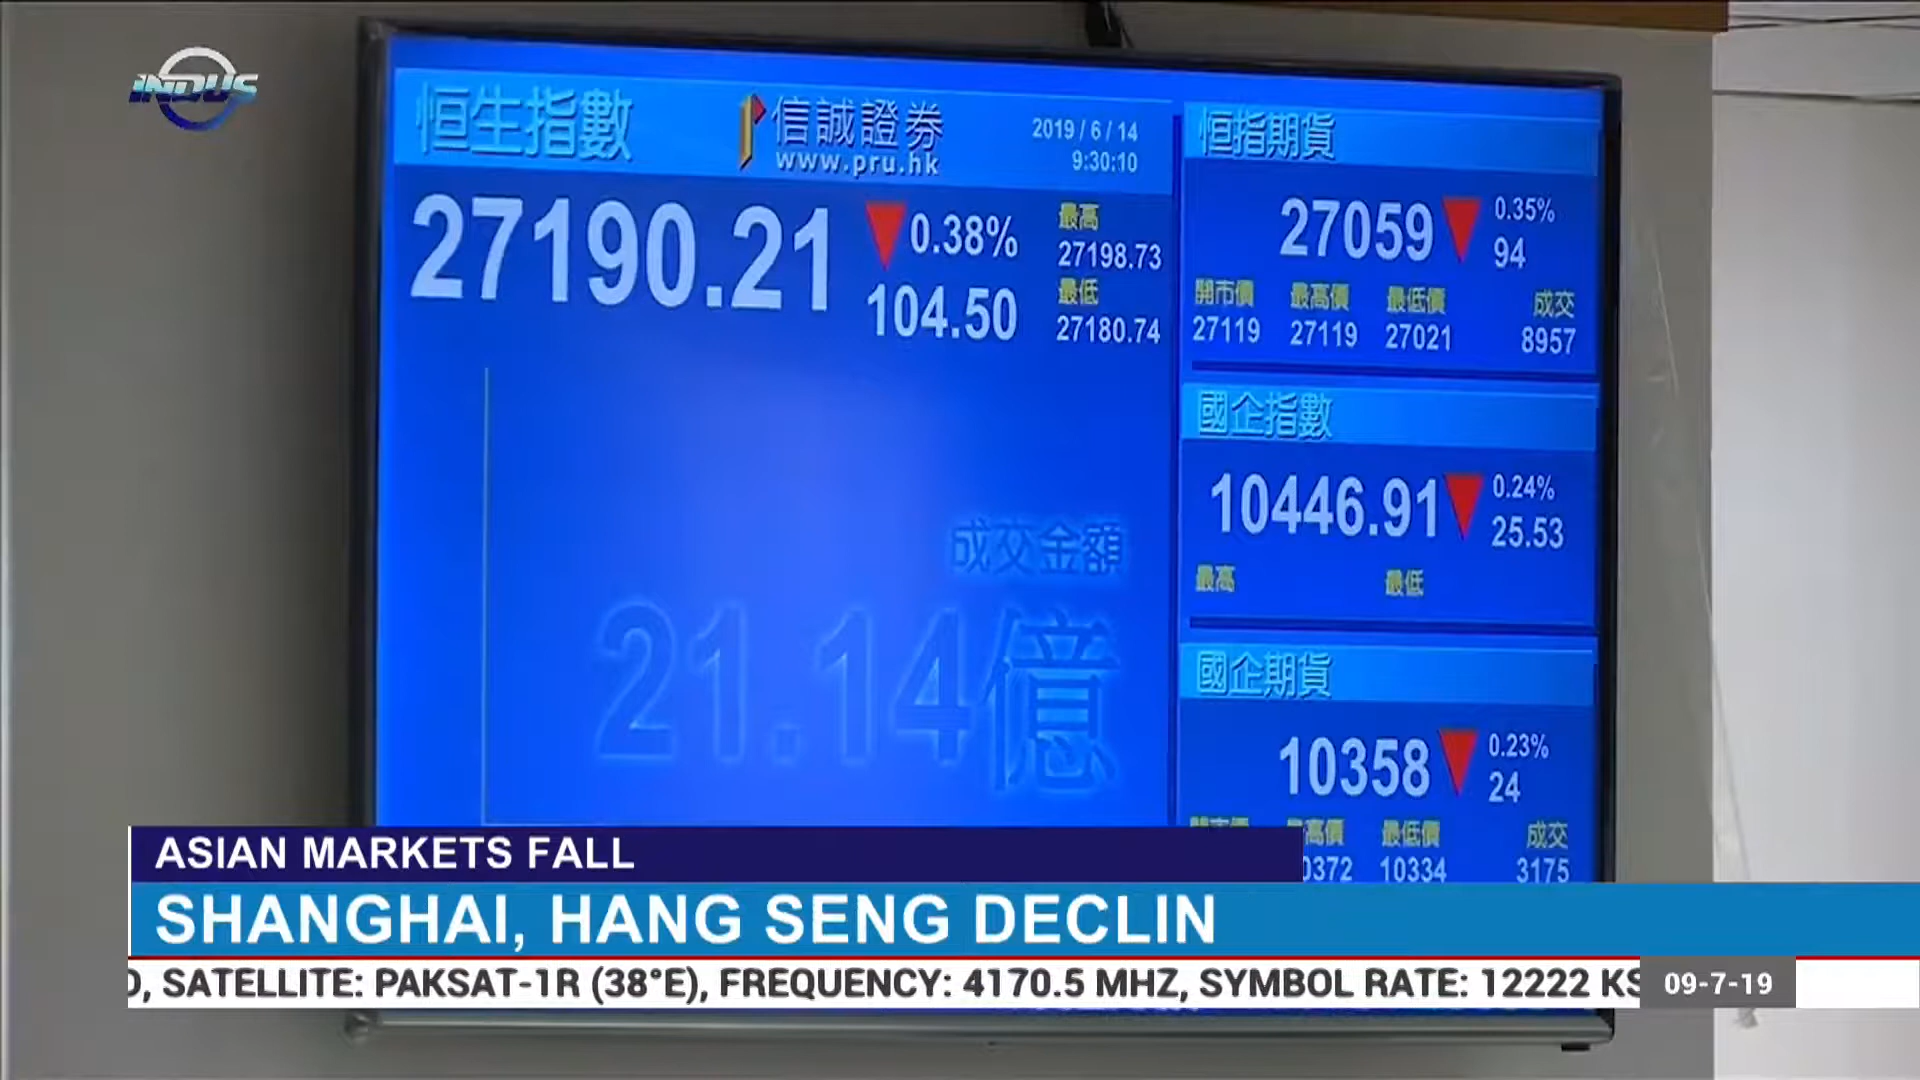 INDUS
恒生指數
信誠證券
www.pru.hk
2019 / 6 / 14
9:30:10
27190.21
0.38%
104.50
最高
27198.73
最低
27180.74
成交金額
21.14億
恒指期貨
27059
0.35%
94
開市價 最高價 最低價 成交
27119 27119 27021 8957
國企指數
10446.91
0.24%
25.53
最高 最低
國企期貨
10358
0.23%
24
最低價 成交
0372 10334 3175
ASIAN MARKETS FALL
SHANGHAI, HANG SENG DECLIN
, SATELLITE: PAKSAT-1R (38°E), FREQUENCY: 4170.5 MHZ, SYMBOL RATE: 12222 KS
09-7-19